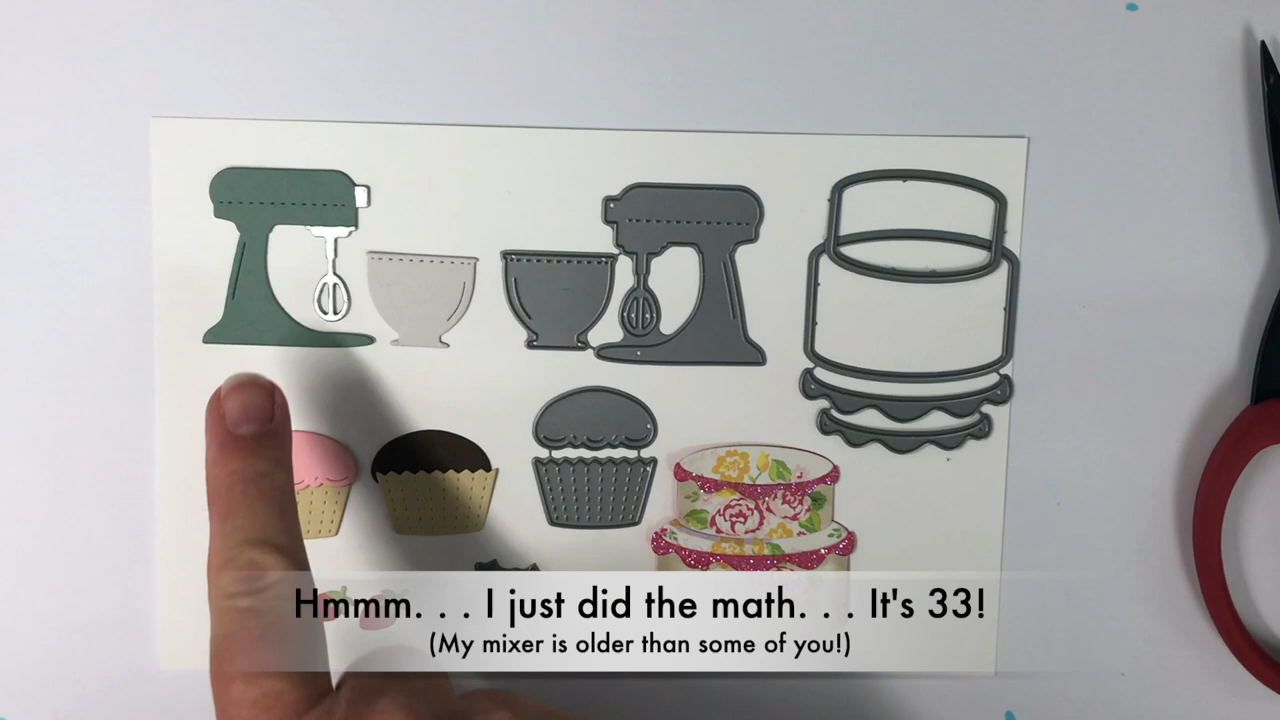 Hmmm. . . I just did the math. . . It's 33!
(My mixer is older than some of you!)